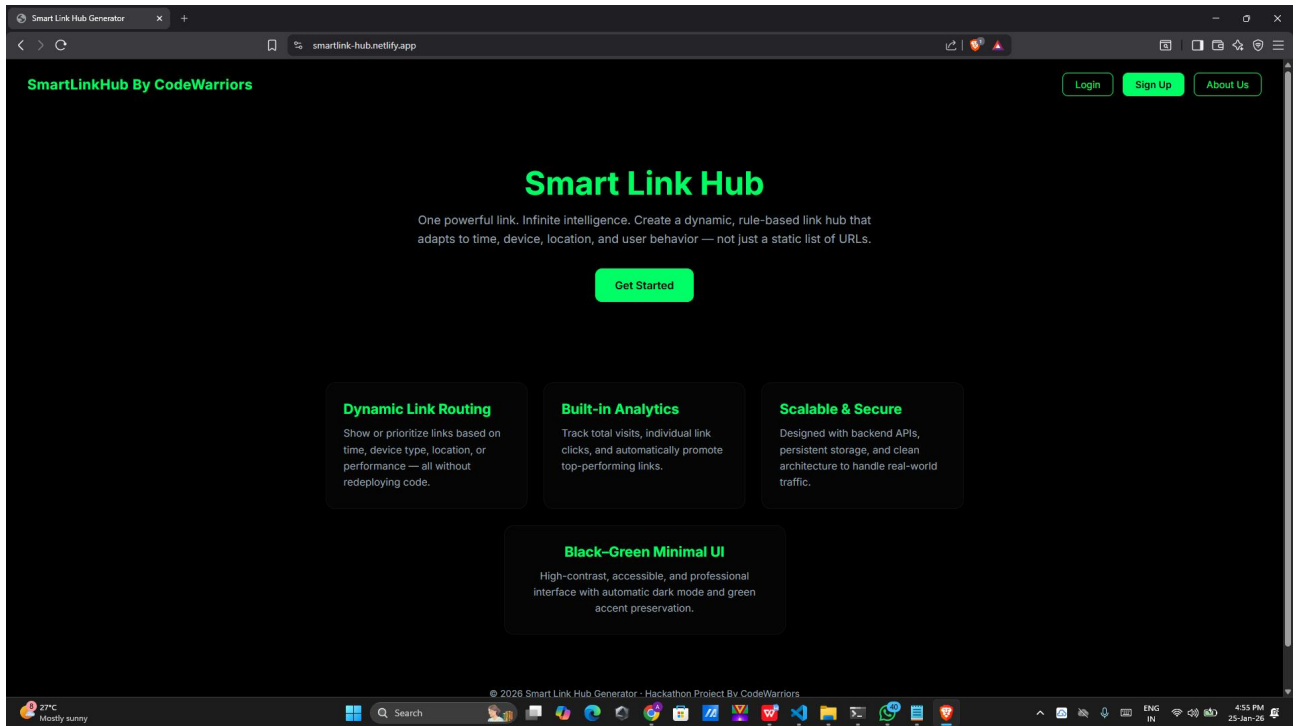 Smart Link Hub Generator
smartlink-hub.netlify.app
SmartLinkHub By CodeWarriors
Login
Sign Up
About Us
Smart Link Hub
One powerful link. Infinite intelligence. Create a dynamic, rule-based link hub that
adapts to time, device, location, and user behavior — not just a static list of URLs.
Get Started
Dynamic Link Routing
Show or prioritize links based on
time, device type, location, or
performance — all without
redeploying code.
Built-in Analytics
Track total visits, individual link
clicks, and automatically promote
top-performing links.
Scalable & Secure
Designed with backend APIs,
persistent storage, and clean
architecture to handle real-world
traffic.
Black–Green Minimal UI
High-contrast, accessible, and professional
interface with automatic dark mode and green
accent preservation.
© 2026 Smart Link Hub Generator · Hackathon Project By CodeWarriors
27°C
Mostly sunny
Search
ENG
IN
4:55 PM
25-Jan-26